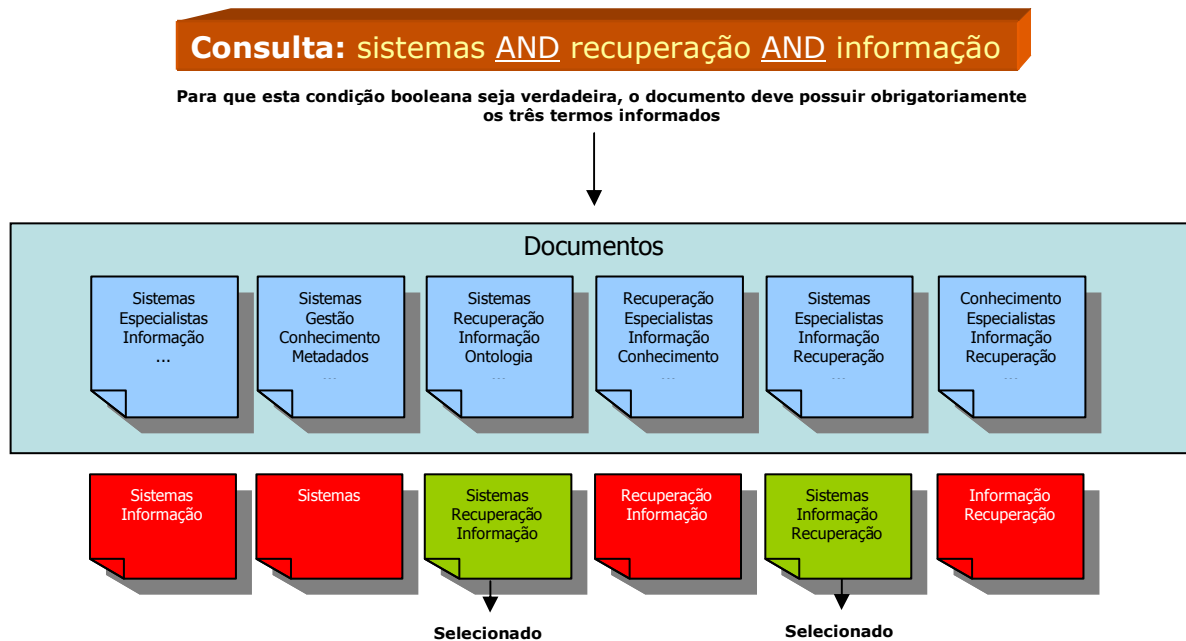 Consulta: sistemas AND recuperação AND informação
Para que esta condição booleana seja verdadeira, o documento deve possuir obrigatoriamente
os três termos informados
Documentos
Sistemas
Especialistas
Informação
...
Sistemas
Gestão
Conhecimento
Metadados
...
Sistemas
Recuperação
Informação
Ontologia
...
Recuperação
Especialistas
Informação
Conhecimento
...
Sistemas
Especialistas
Informação
Recuperação
...
Conhecimento
Especialistas
Informação
Recuperação
...
Sistemas
Informação
Sistemas
Sistemas
Recuperação
Informação
Recuperação
Informação
Sistemas
Informação
Recuperação
Informação
Recuperação
Selecionado
Selecionado